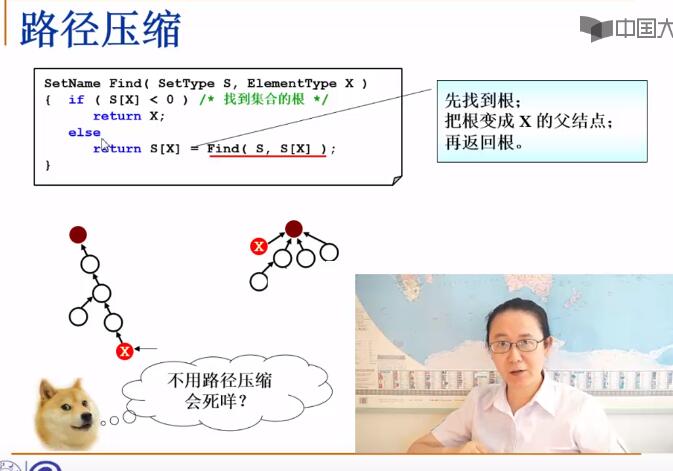 路径压缩
中国大
SetName Find( SetType S, ElementType X )
{ if ( S[X] < 0 ) /* 找到集合的根 */
return X;
else
return S[X] = Find( S, S[X] );
}
先找到根；
把根变成 X 的父结点；
再返回根。
X
X
不用路径压缩
会死咩？